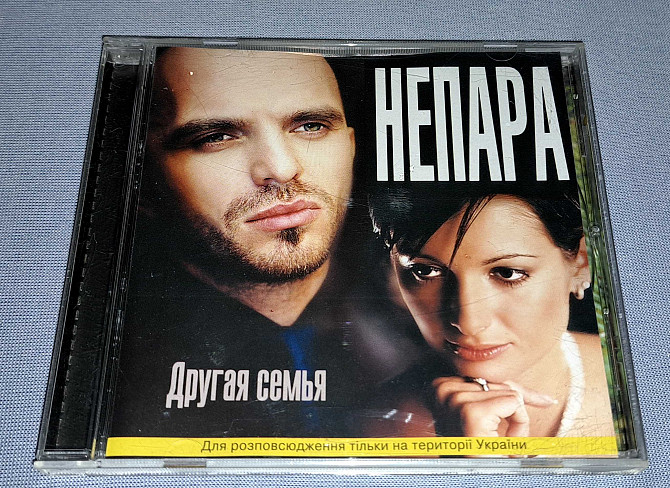 НЕПАРА
Другая семья
Для розповсюдження тільки на території України